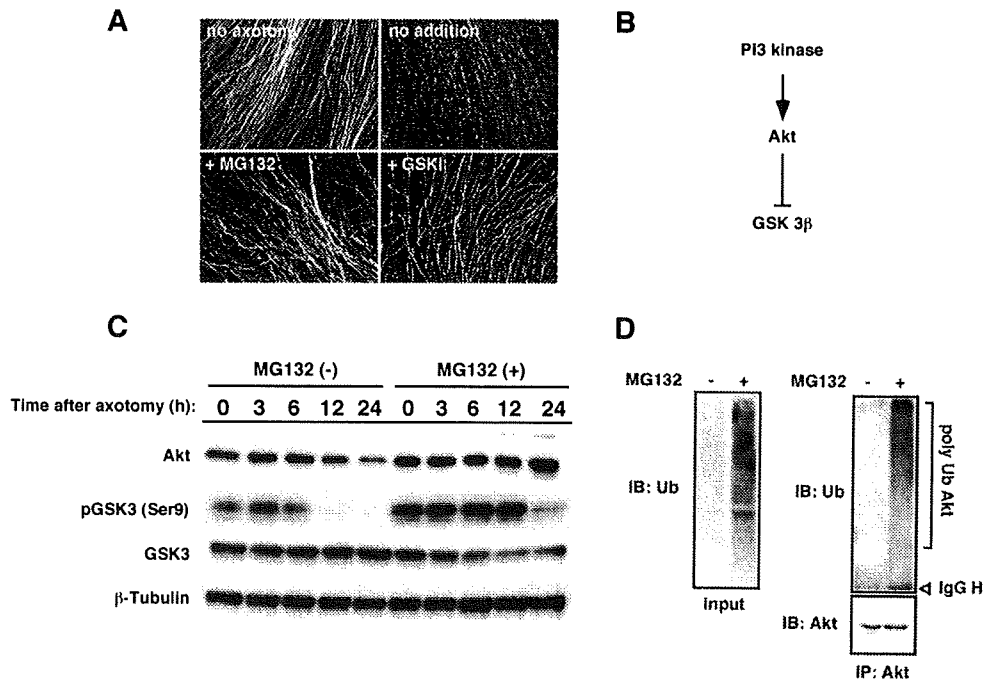 A
no axotomy
no addition
+ MG132
+ GSKI
B
PI3 kinase
Akt
GSK 3β
C
MG132 (-) MG132 (+)
Time after axotomy (h): 0 3 6 12 24 0 3 6 12 24
Akt
pGSK3 (Ser9)
GSK3
β-Tubulin
D
MG132 - +
IB: Ub
input
MG132 - +
IB: Ub
poly Ub Akt
IgG H
IB: Akt
IP: Akt